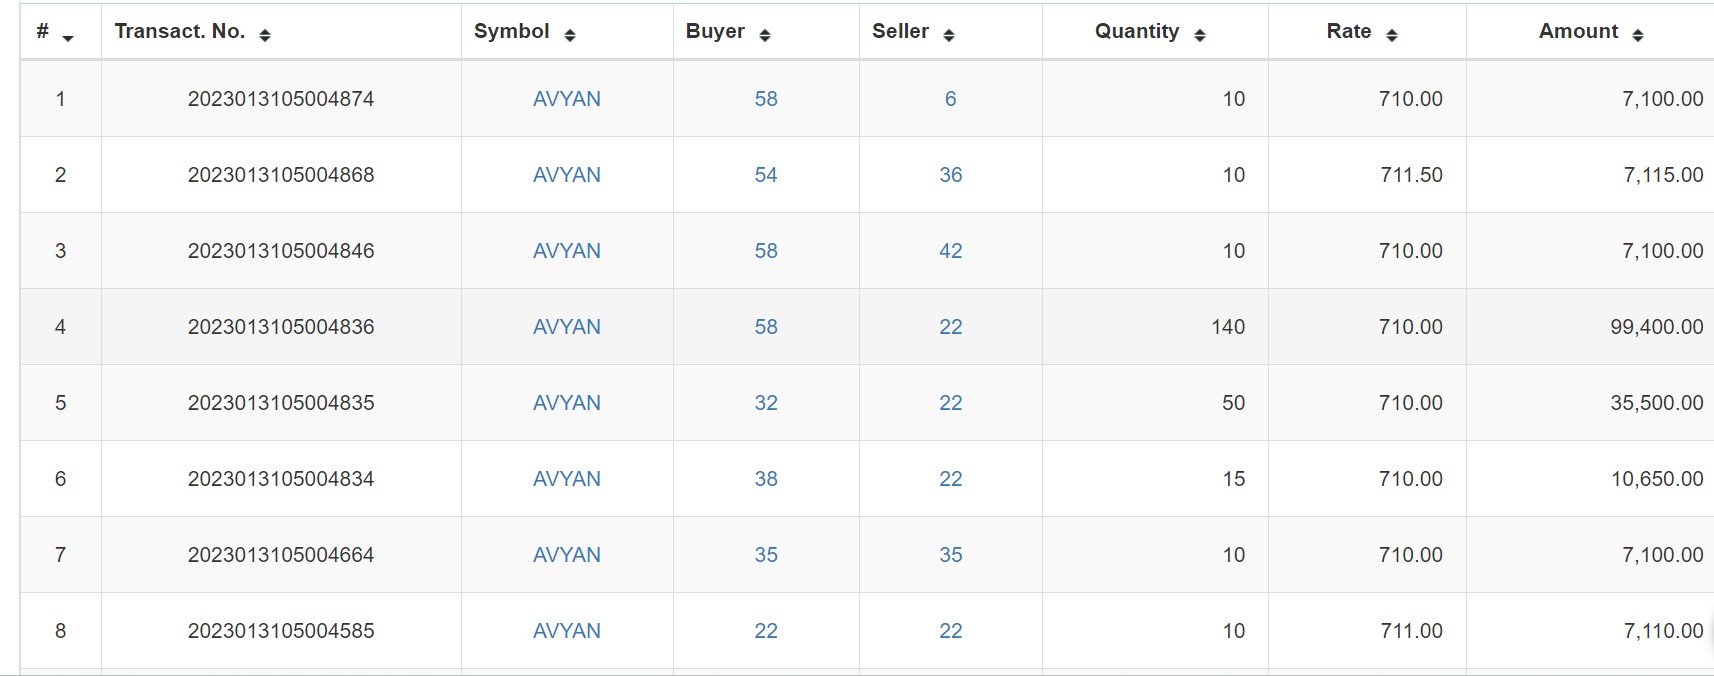 # Transact. No. Symbol Buyer Seller Quantity Rate Amount
1 2023013105004874 AVYAN 58 6 10 710.00 7,100.00
2 2023013105004868 AVYAN 54 36 10 711.50 7,115.00
3 2023013105004846 AVYAN 58 42 10 710.00 7,100.00
4 2023013105004836 AVYAN 58 22 140 710.00 99,400.00
5 2023013105004835 AVYAN 32 22 50 710.00 35,500.00
6 2023013105004834 AVYAN 38 22 15 710.00 10,650.00
7 2023013105004664 AVYAN 35 35 10 710.00 7,100.00
8 2023013105004585 AVYAN 22 22 10 711.00 7,110.00